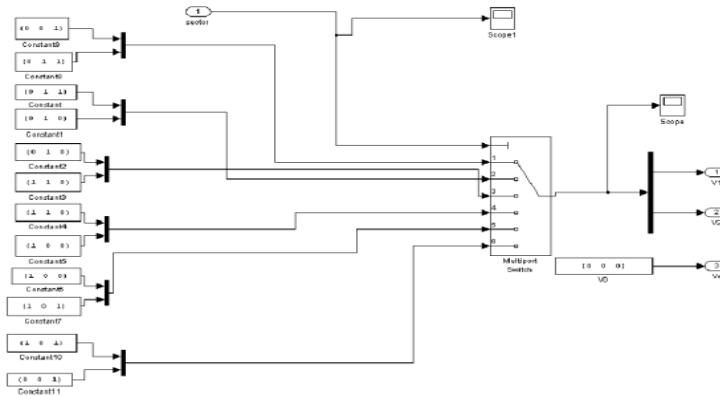 [0 0 1]
Constant9
[0 1 1]
Constant8
[0 1 1]
Constant
[0 1 0]
Constant1
[0 1 0]
Constant2
[1 1 0]
Constant3
[1 1 0]
Constant4
[1 0 0]
Constant5
[1 0 0]
Constant6
[1 0 1]
Constant7
[1 0 1]
Constant10
[0 0 1]
Constant11
1
sector
Scope1
1
2
3
4
5
6
Multiport
Switch
Scope
[0 0 0]
V0
1
V1
2
V2
3